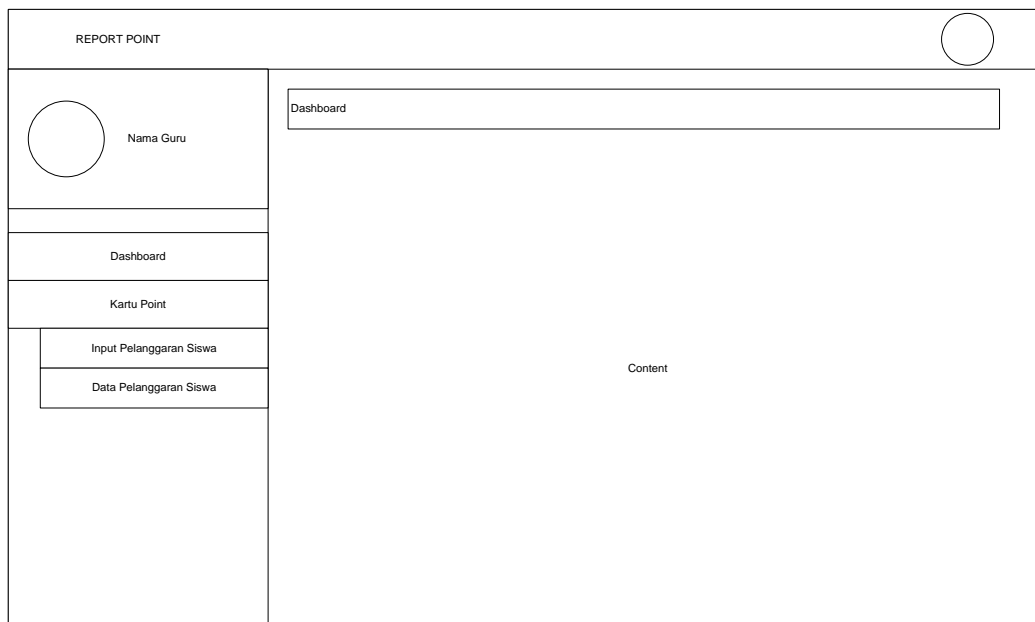 REPORT POINT
Nama Guru
Dashboard
Kartu Point
Input Pelanggaran Siswa
Data Pelanggaran Siswa
Dashboard
Content